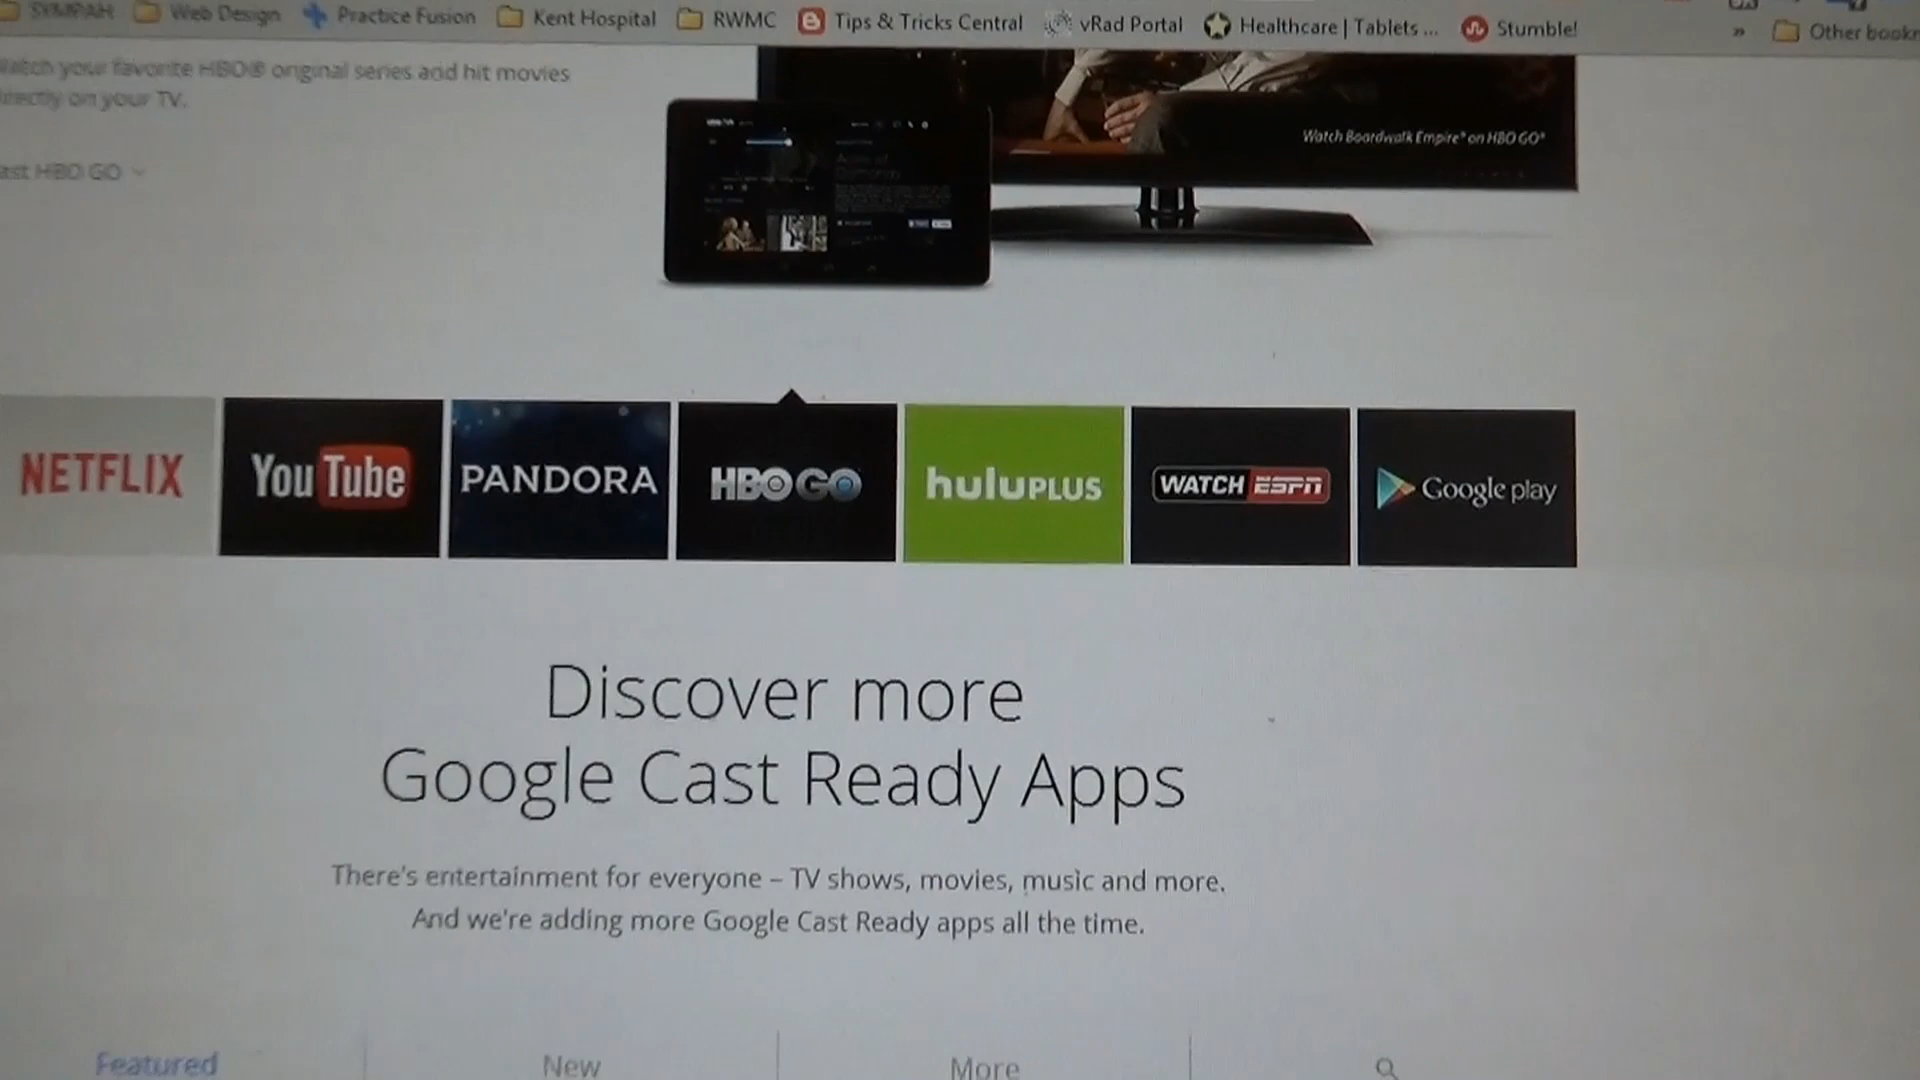 SYMPAH Web Design Practice Fusion Kent Hospital RWMC Tips & Tricks Central vRad Portal Healthcare | Tablets ... Stumble! » Other bookr
Watch your favorite HBO® original series and hit movies
directly on your TV.
ast HBO GO
Watch Boardwalk Empire® on HBO GO®
NETFLIX YouTube PANDORA HBO GO huluPLUS WATCH ESPN Google play
Discover more
Google Cast Ready Apps
There's entertainment for everyone – TV shows, movies, music and more.
And we're adding more Google Cast Ready apps all the time.
Featured New More